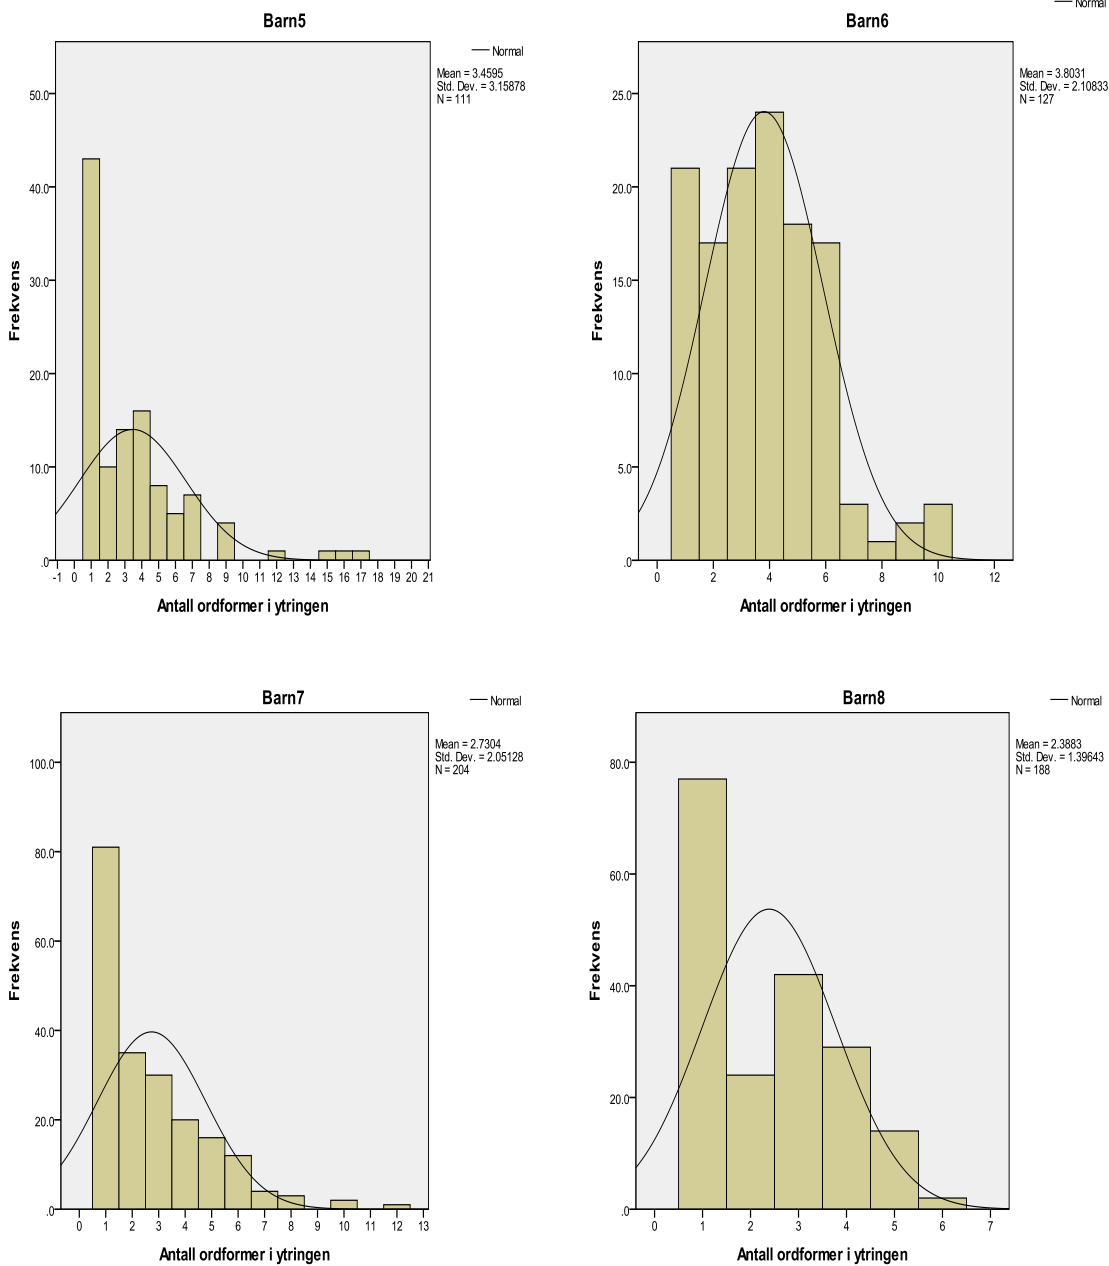 Normal
Barn5
Normal
Mean = 3.4595
Std. Dev. = 3.15878
N = 111
Frekvens
50.0
40.0
30.0
20.0
10.0
.0
-1 0 1 2 3 4 5 6 7 8 9 10 11 12 13 14 15 16 17 18 19 20 21
Antall ordformer i ytringen
Barn6
Mean = 3.8031
Std. Dev. = 2.10833
N = 127
Frekvens
25.0
20.0
15.0
10.0
5.0
.0
0 2 4 6 8 10 12
Antall ordformer i ytringen
Barn7
Normal
Mean = 2.7304
Std. Dev. = 2.05128
N = 204
Frekvens
100.0
80.0
60.0
40.0
20.0
.0
0 1 2 3 4 5 6 7 8 9 10 11 12 13
Antall ordformer i ytringen
Barn8
Normal
Mean = 2.3883
Std. Dev. = 1.39643
N = 188
Frekvens
80.0
60.0
40.0
20.0
.0
0 1 2 3 4 5 6 7
Antall ordformer i ytringen